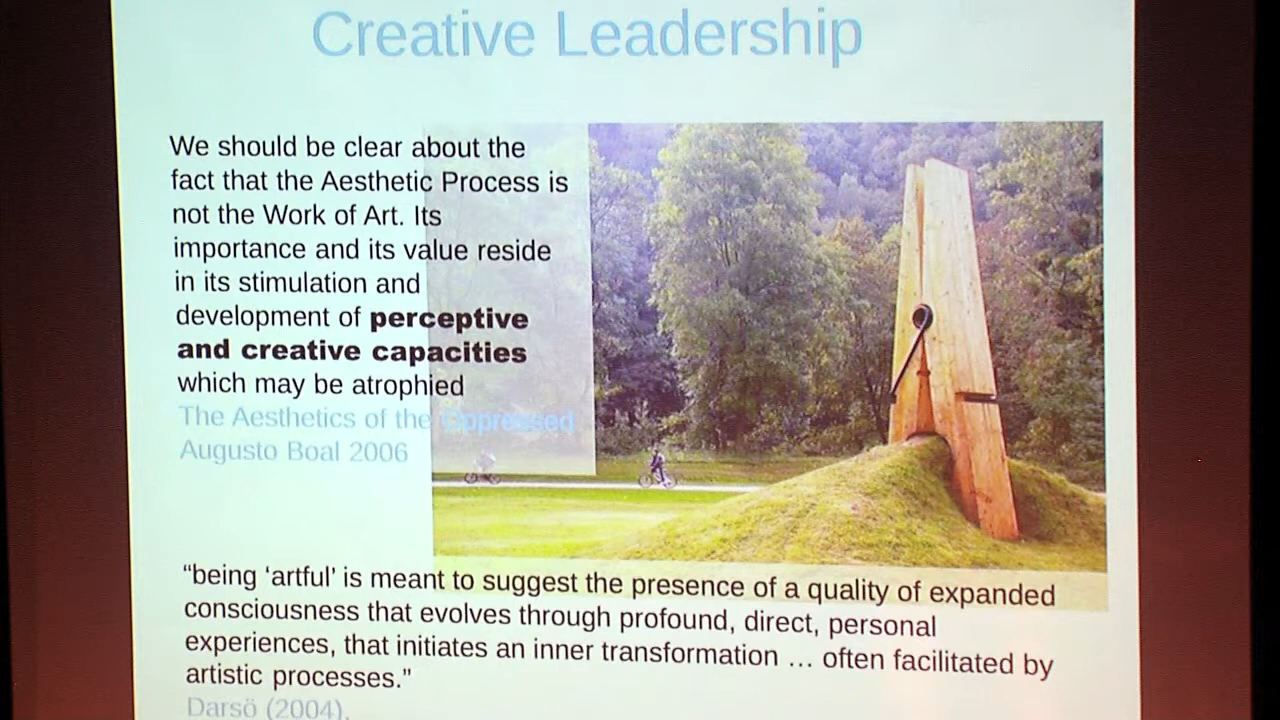 Creative Leadership
We should be clear about the
fact that the Aesthetic Process is
not the Work of Art. Its
importance and its value reside
in its stimulation and
development of perceptive
and creative capacities
which may be atrophied
The Aesthetics of the Oppressed
Augusto Boal 2006
“being ‘artful’ is meant to suggest the presence of a quality of expanded
consciousness that evolves through profound, direct, personal
experiences, that initiates an inner transformation … often facilitated by
artistic processes.”
Darsö (2004).